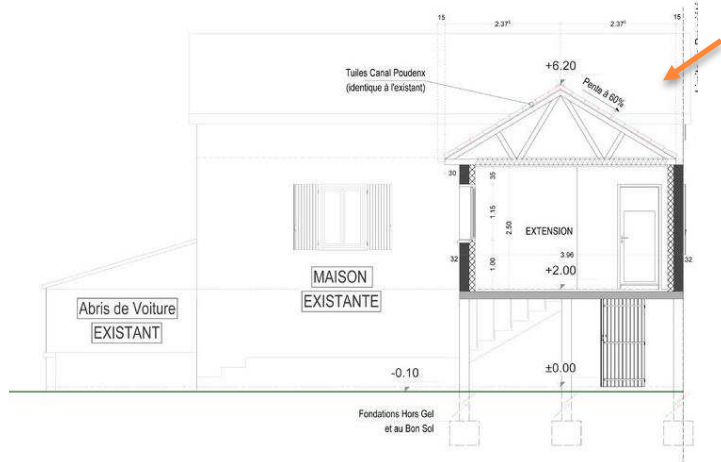 15
2.37⁵
2.37⁵
15
+6.20
Tuiles Canal Poudenx
(identique à l'existant)
Pente à 60%
30
35
1.15
2.50
EXTENSION
3.96
32
1.00
+2.00
32
MAISON
EXISTANTE
Abris de Voiture
EXISTANT
-0.10
±0.00
Fondations Hors Gel
et au Bon Sol